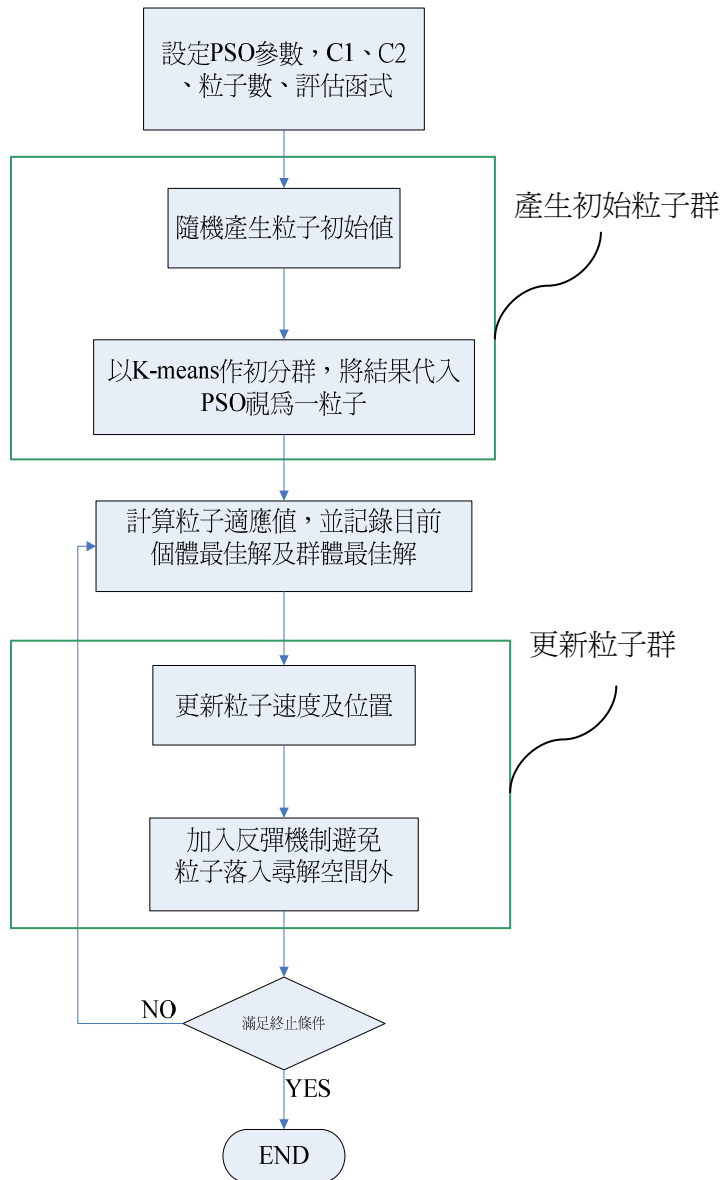 設定PSO參數，C1、C2
、粒子數、評估函式
產生初始粒子群
隨機產生粒子初始值
以K-means作初分群，將結果代入
PSO視爲一粒子
計算粒子適應值，並記錄目前
個體最佳解及群體最佳解
更新粒子群
更新粒子速度及位置
加入反彈機制避免
粒子落入尋解空間外
NO
滿足終止條件
YES
END